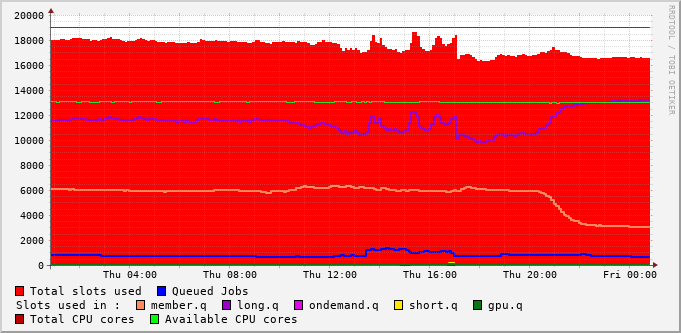 20000
18000
16000
14000
12000
10000
8000
6000
4000
2000
0
Thu 04:00 Thu 08:00 Thu 12:00 Thu 16:00 Thu 20:00 Fri 00:00
RRDTOOL / TOBI OETIKER
Total slots used Queued Jobs
Slots used in : member.q long.q ondemand.q short.q gpu.q
Total CPU cores Available CPU cores